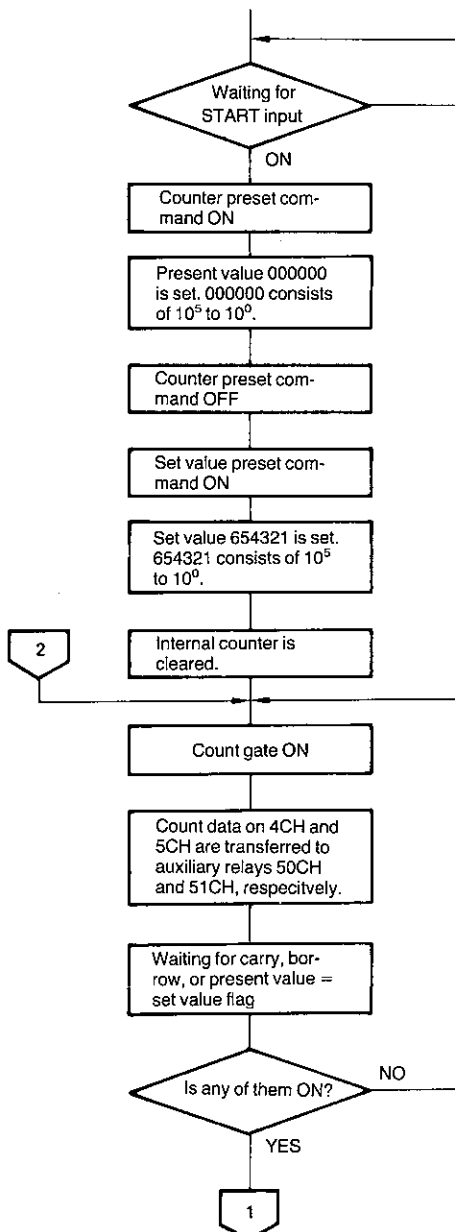 Waiting for
START input
ON
Counter preset com-
mand ON
Present value 000000
is set. 000000 consists
of 10⁵ to 10⁰.
Counter preset com-
mand OFF
Set value preset com-
mand ON
Set value 654321 is set.
654321 consists of 10⁵
to 10⁰.
2
Internal counter is
cleared.
Count gate ON
Count data on 4CH and
5CH are transferred to
auxiliary relays 50CH
and 51CH, respecitvely.
Waiting for carry, bor-
row, or present value =
set value flag
Is any of them ON?
NO
YES
1